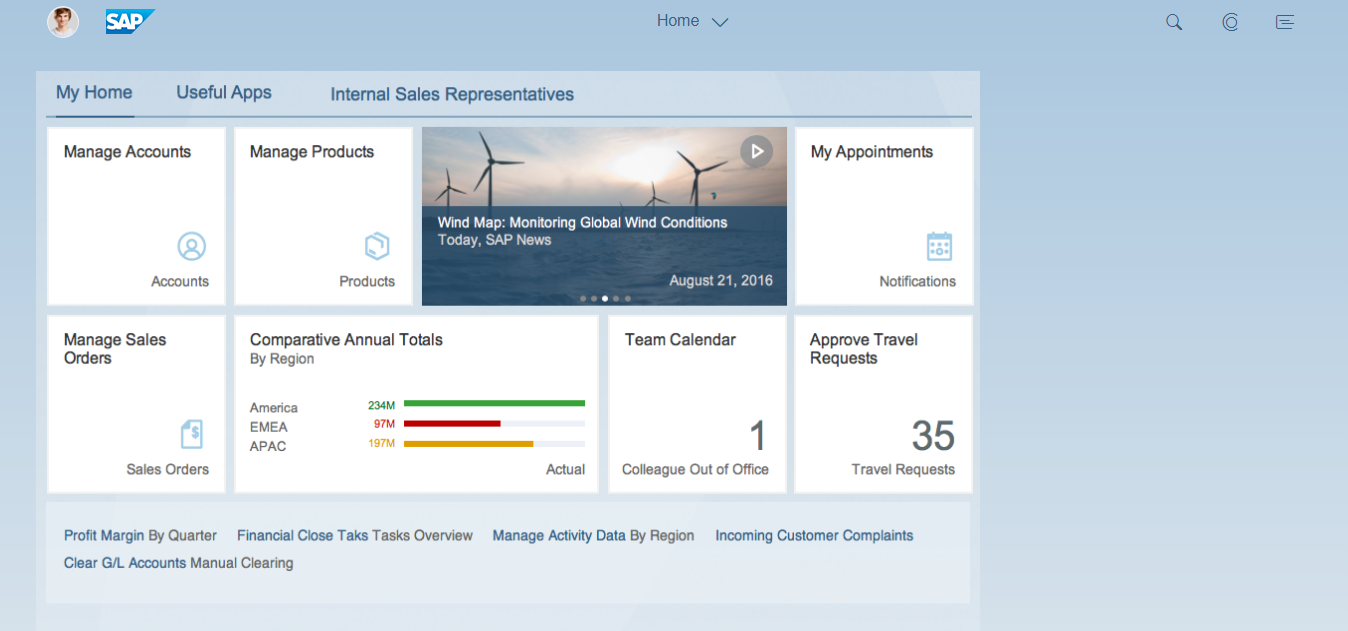 SAP
Home
My Home
Useful Apps
Internal Sales Representatives
Manage Accounts
Accounts
Manage Products
Products
Wind Map: Monitoring Global Wind Conditions
Today, SAP News
August 21, 2016
My Appointments
Notifications
Manage Sales
Orders
$
Sales Orders
Comparative Annual Totals
By Region
America 234M
EMEA 97M
APAC 197M
Actual
Team Calendar
1
Colleague Out of Office
Approve Travel
Requests
35
Travel Requests
Profit Margin By Quarter
Financial Close Taks Tasks Overview
Manage Activity Data By Region
Incoming Customer Complaints
Clear G/L Accounts Manual Clearing